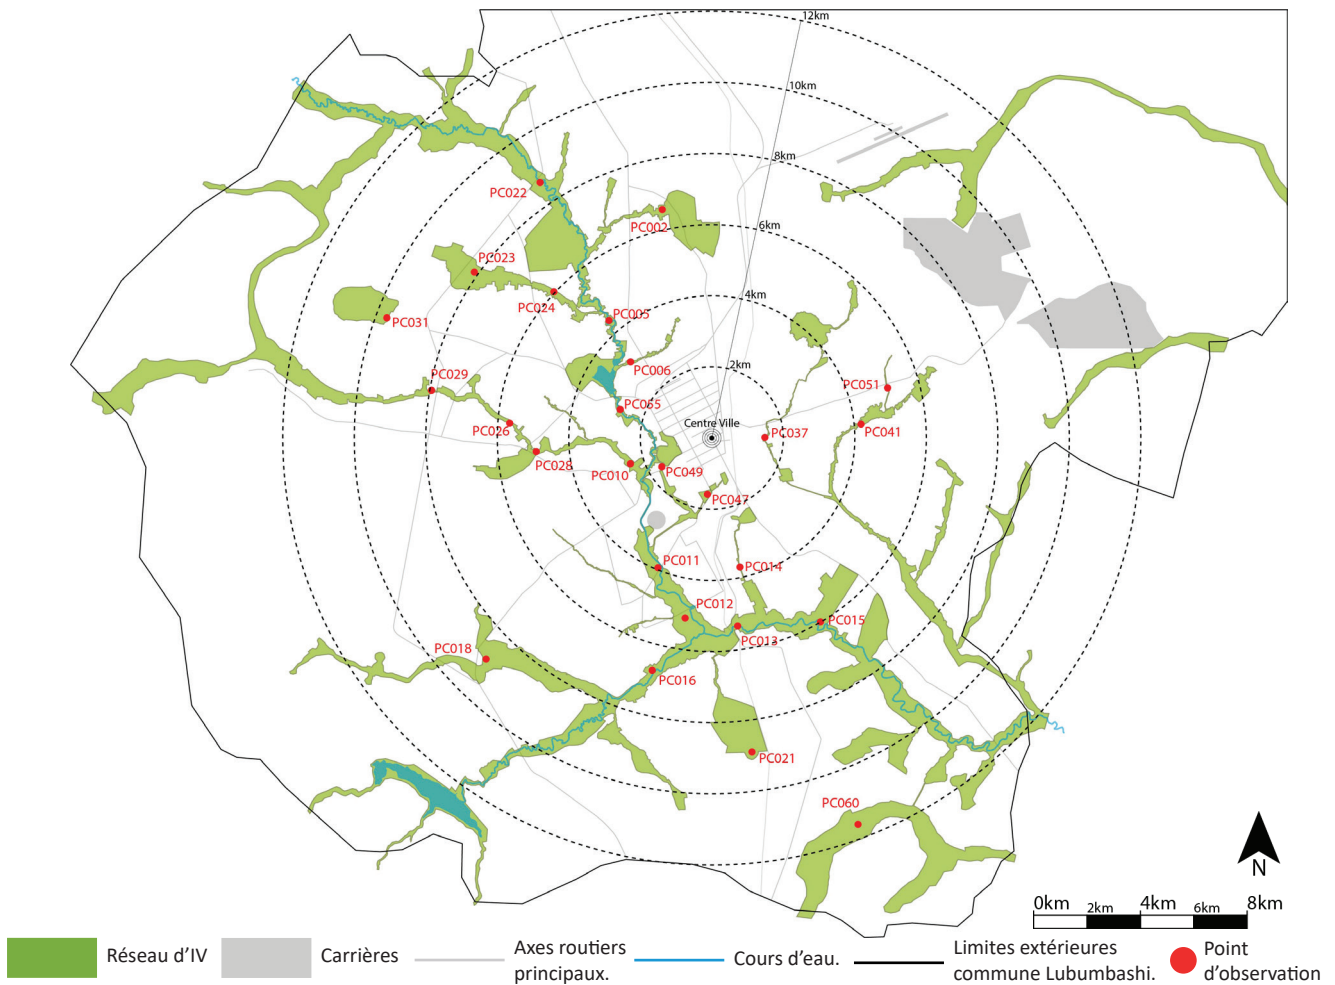 12km
10km
8km
PC022
PC002
6km
PC023
4km
PC024
PC005
PC031
2km
PC006
PC029
PC051
PC055
Centre Ville
PC026
PC037
PC041
PC028
PC010
PC049
PC047
PC011
PC014
PC012
PC015
PC013
PC018
PC016
PC021
PC060
N
0km 2km 4km 6km 8km
Réseau d'IV
Carrières
Axes routiers
principaux.
Cours d'eau.
Limites extérieures
commune Lubumbashi.
Point
d'observation